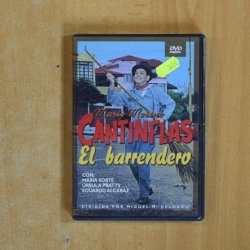 DVD
Mario Moreno
CANTINFLAS
El barrendero
CON:
MARIA SORTE
URSULA PRATTS
EDUARDO ALCARAZ
DIRIGIDA POR MIGUEL M. DELGADO